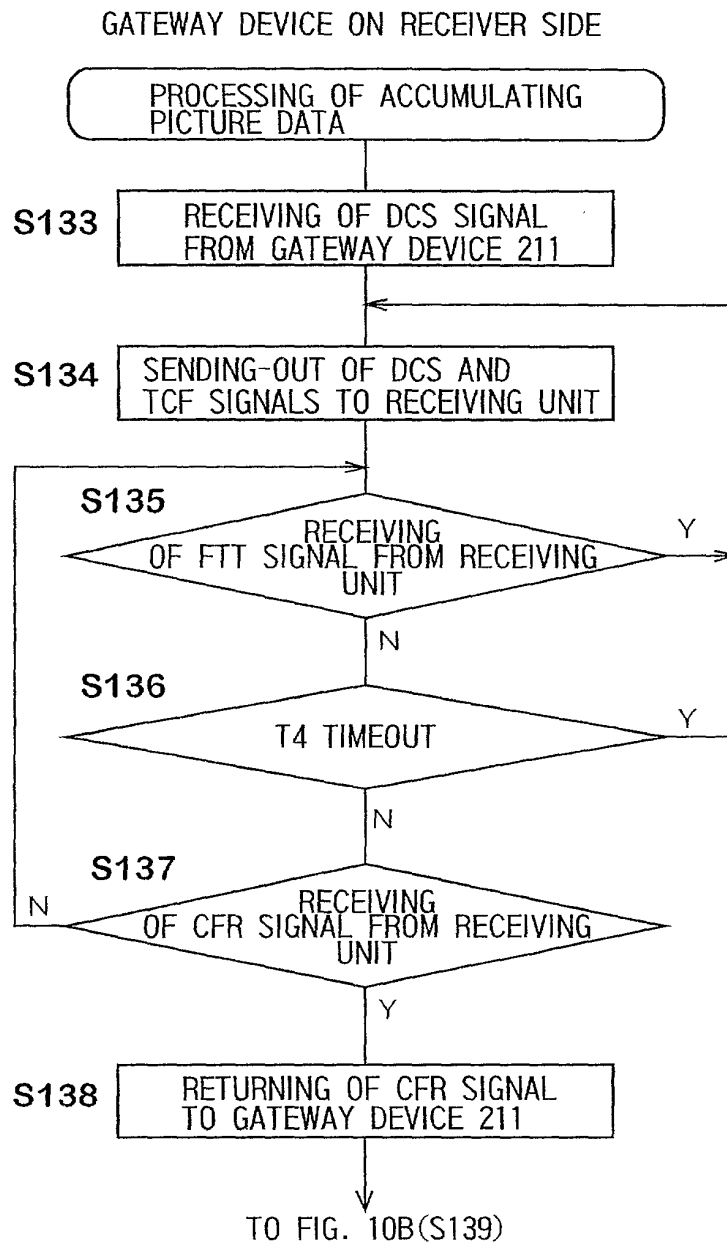 GATEWAY DEVICE ON RECEIVER SIDE
PROCESSING OF ACCUMULATING
PICTURE DATA
S133
RECEIVING OF DCS SIGNAL
FROM GATEWAY DEVICE 211
S134
SENDING-OUT OF DCS AND
TCF SIGNALS TO RECEIVING UNIT
S135
RECEIVING
OF FTT SIGNAL FROM RECEIVING
UNIT
Y
N
S136
T4 TIMEOUT
Y
N
S137
RECEIVING
OF CFR SIGNAL FROM RECEIVING
UNIT
N
Y
S138
RETURNING OF CFR SIGNAL
TO GATEWAY DEVICE 211
TO FIG. 10B(S139)